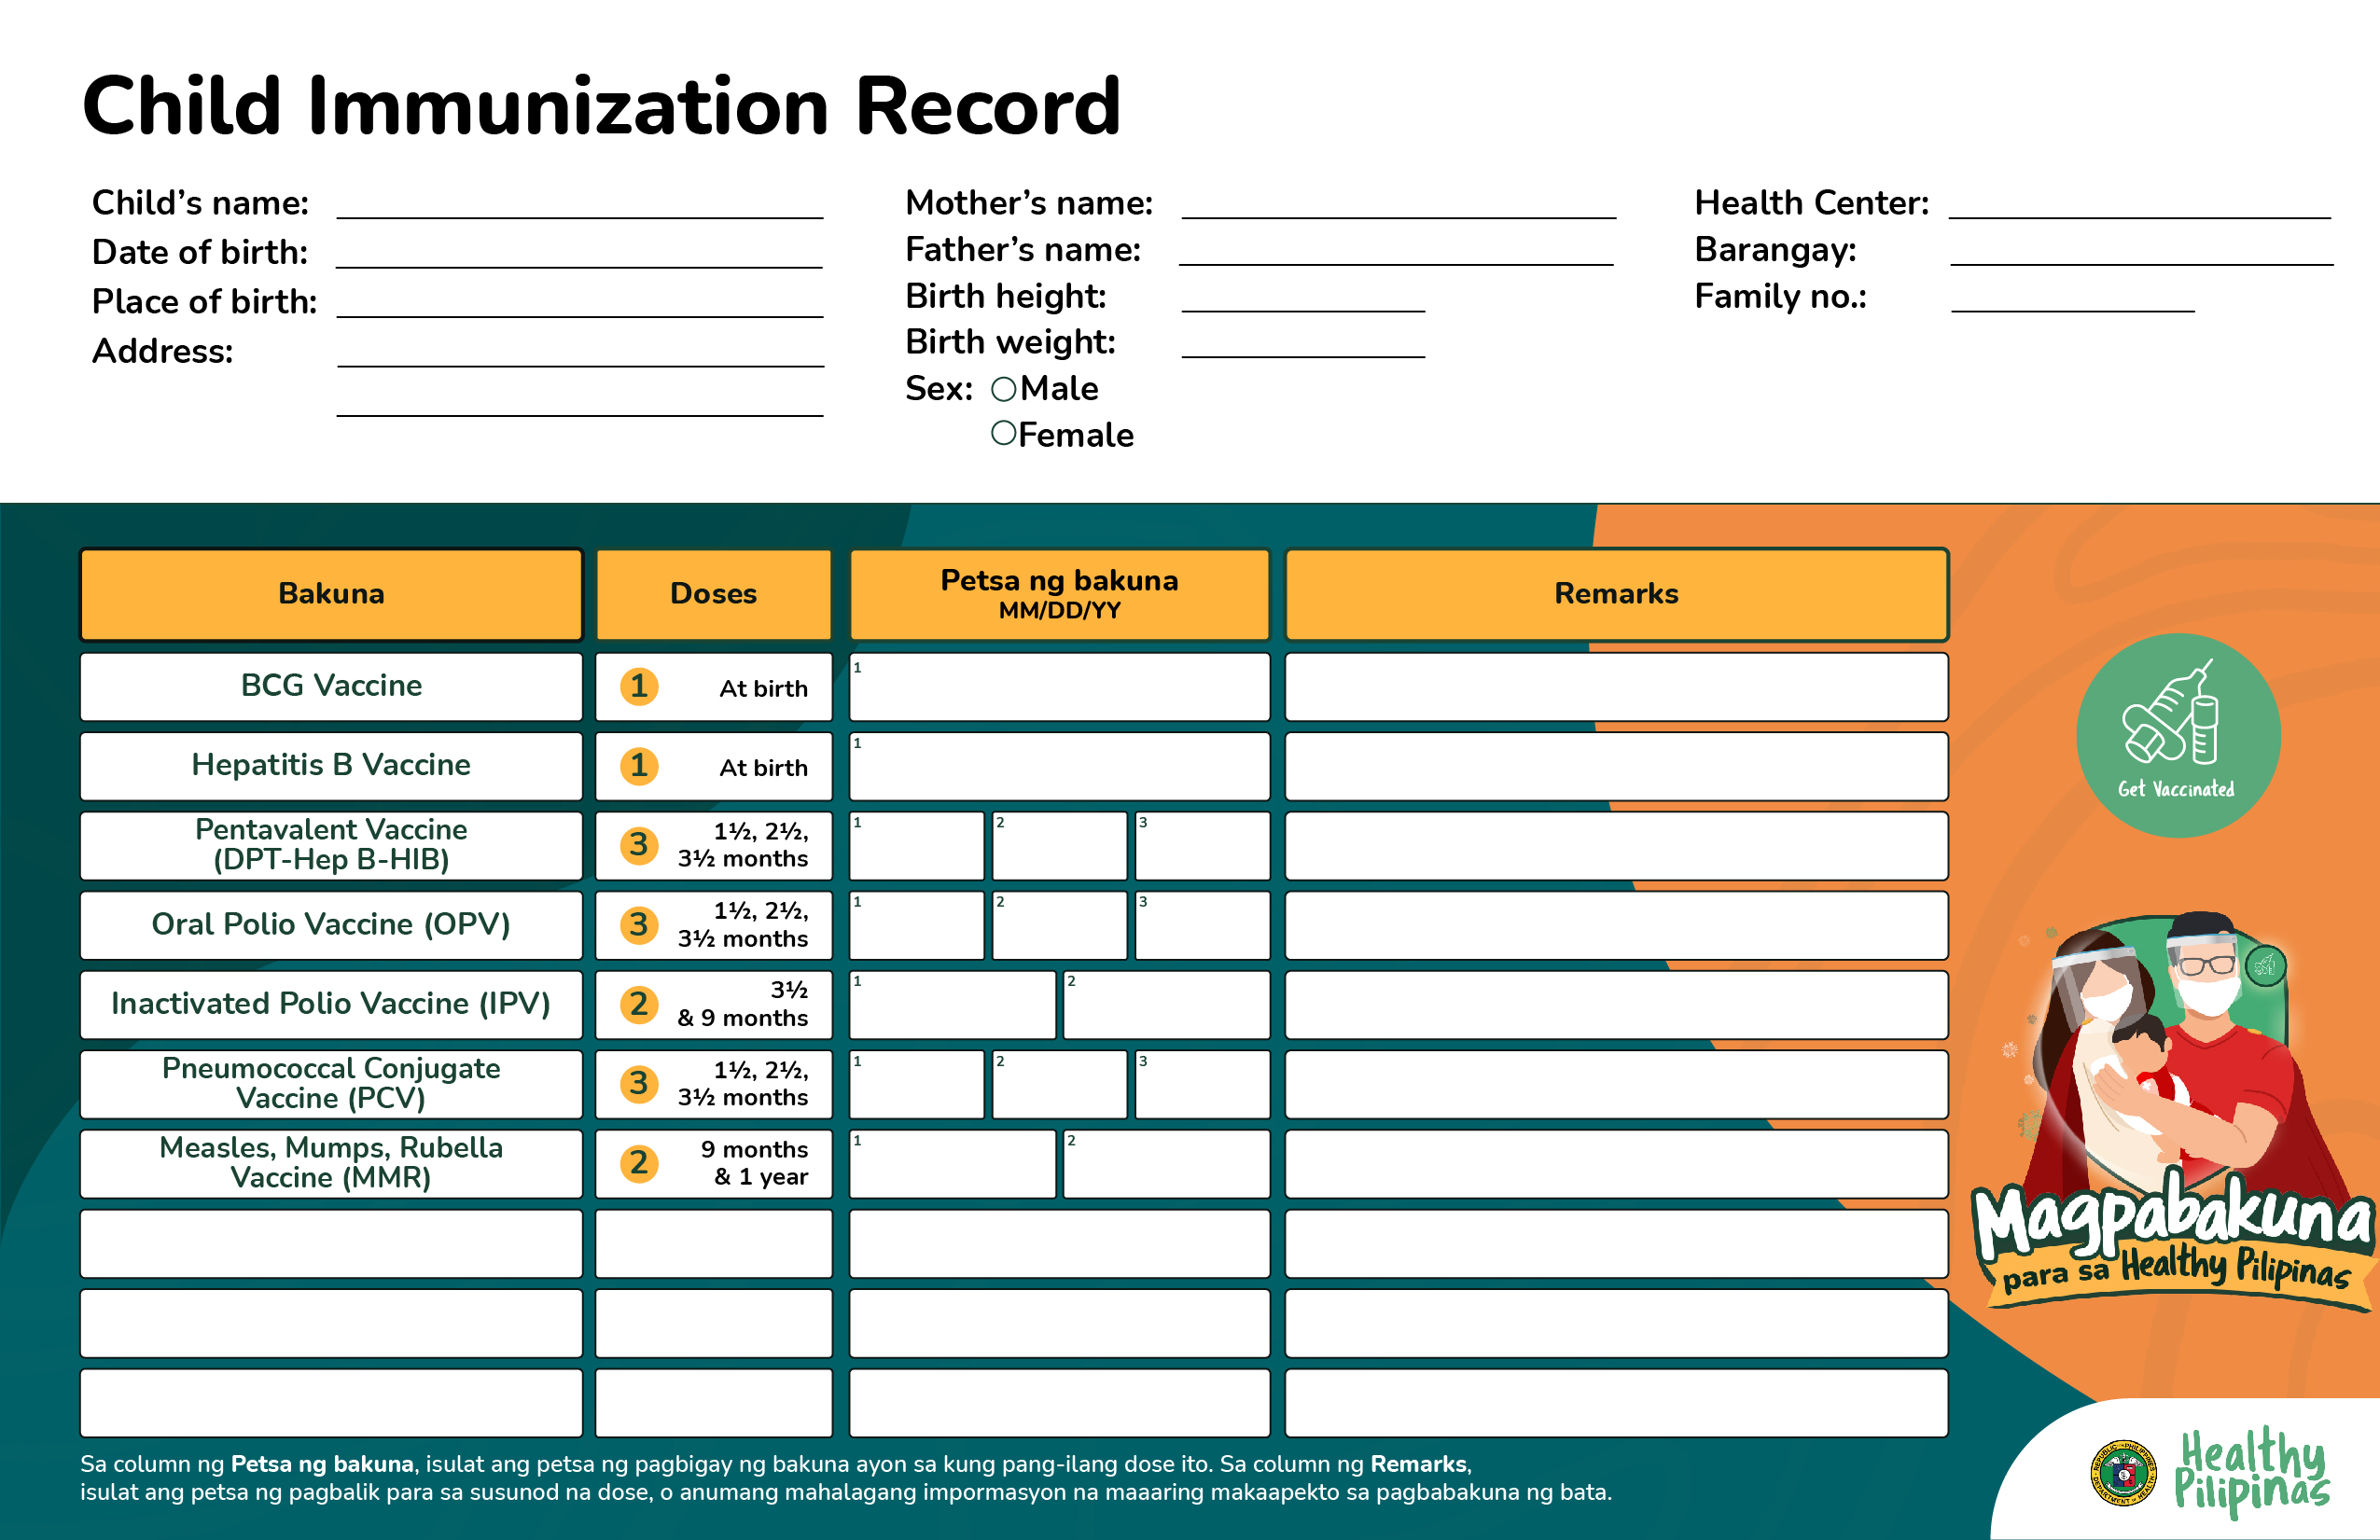 Child Immunization Record
Child’s name:
Date of birth:
Place of birth:
Address:
Mother’s name:
Father’s name:
Birth height:
Birth weight:
Sex: Male
Female
Health Center:
Barangay:
Family no.:
Bakuna
Doses
Petsa ng bakuna
MM/DD/YY
Remarks
BCG Vaccine
1 At birth
1
Hepatitis B Vaccine
1 At birth
1
Pentavalent Vaccine
(DPT-Hep B-HIB)
3 1½, 2½,
3½ months
1 2 3
Oral Polio Vaccine (OPV)
3 1½, 2½,
3½ months
1 2 3
Inactivated Polio Vaccine (IPV)
2 3½
& 9 months
1 2
Pneumococcal Conjugate
Vaccine (PCV)
3 1½, 2½,
3½ months
1 2 3
Measles, Mumps, Rubella
Vaccine (MMR)
2 9 months
& 1 year
1 2
Get Vaccinated
Magpabakuna
para sa Healthy Pilipinas
Sa column ng Petsa ng bakuna, isulat ang petsa ng pagbigay ng bakuna ayon sa kung pang-ilang dose ito. Sa column ng Remarks,
isulat ang petsa ng pagbalik para sa susunod na dose, o anumang mahalagang impormasyon na maaaring makaapekto sa pagbabakuna ng bata.
REPUBLIC OF THE PHILIPPINES
DEPARTMENT OF HEALTH
Healthy
Pilipinas